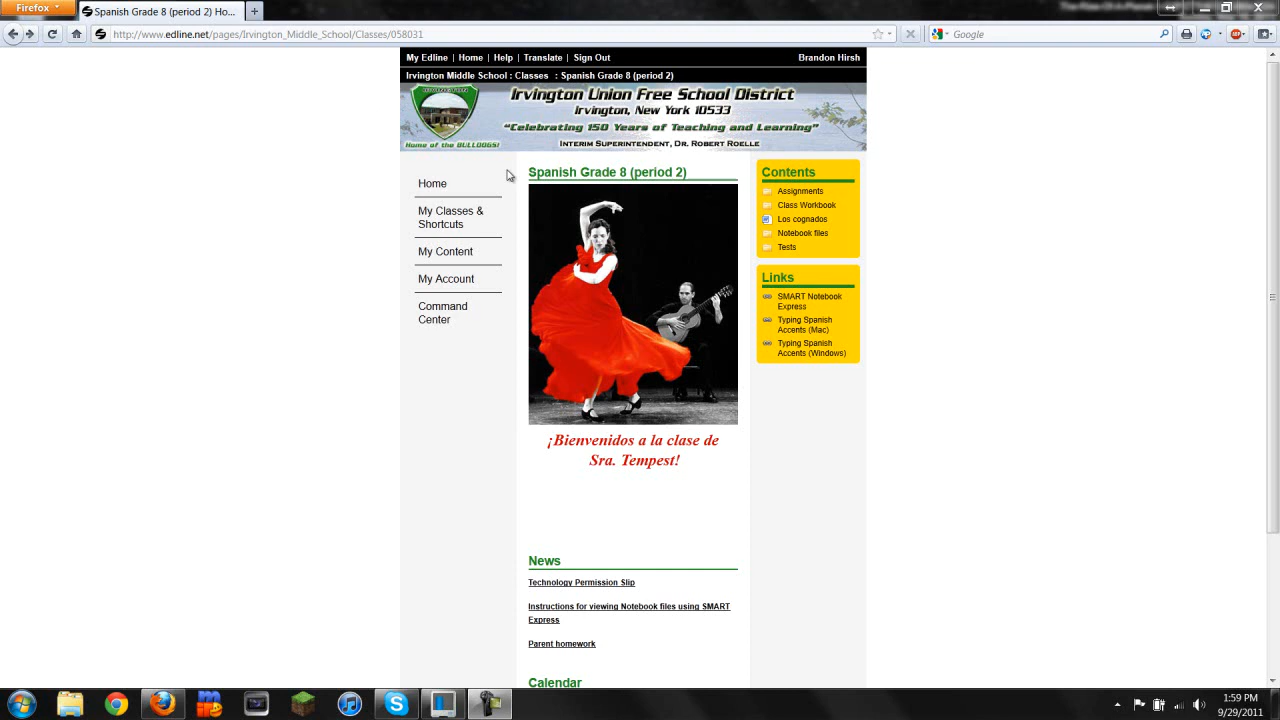 Firefox
Spanish Grade 8 (period 2) Ho...
http://www.edline.net/pages/Irvington_Middle_School/Classes/058031
Google
My Edline | Home | Help | Translate | Sign Out
Brandon Hirsh
Irvington Middle School : Classes : Spanish Grade 8 (period 2)
IRVINGTON
Home of the BULLDOGS!
Irvington Union Free School District
Irvington, New York 10533
"Celebrating 150 Years of Teaching and Learning"
Interim Superintendent, Dr. Robert Roelle
Home
My Classes &
Shortcuts
My Content
My Account
Command
Center
Spanish Grade 8 (period 2)
¡Bienvenidos a la clase de
Sra. Tempest!
News
Technology Permission Slip
Instructions for viewing Notebook files using SMART
Express
Parent homework
Calendar
Contents
Assignments
Class Workbook
Los cognados
Notebook files
Tests
Links
SMART Notebook
Express
Typing Spanish
Accents (Mac)
Typing Spanish
Accents (Windows)
1:59 PM
9/29/2011